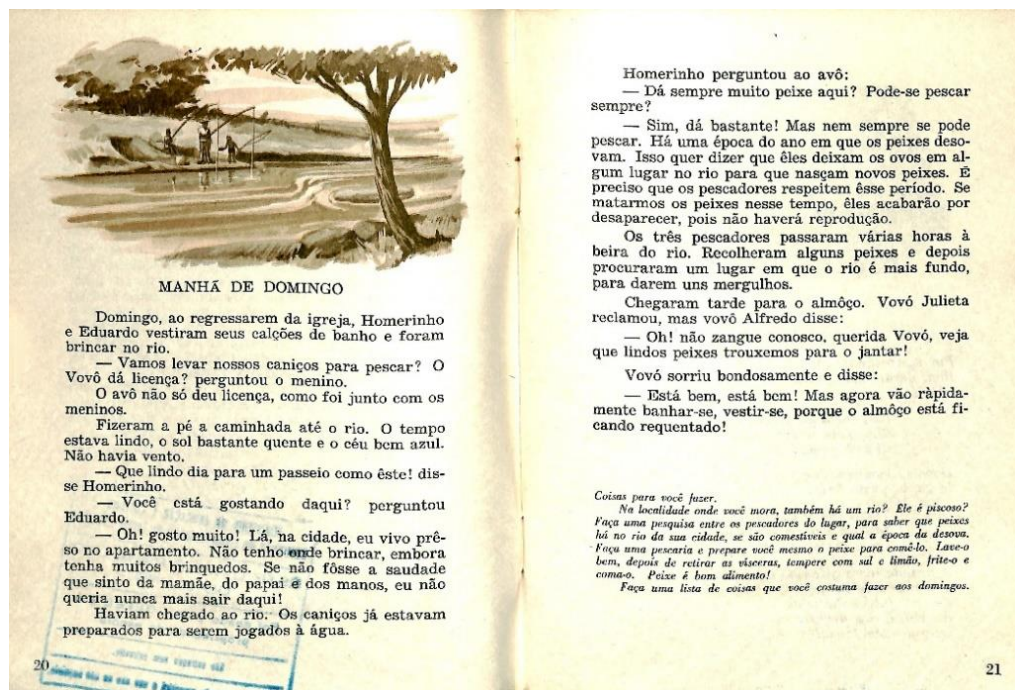 MANHÃ DE DOMINGO
Domingo, ao regressarem da igreja, Homerinho
e Eduardo vestiram seus calções de banho e foram
brincar no rio.
— Vamos levar nossos caniços para pescar? O
Vovô dá licença? perguntou o menino.
O avô não só deu licença, como foi junto com os
meninos.
Fizeram a pé a caminhada até o rio. O tempo
estava lindo, o sol bastante quente e o céu bem azul.
Não havia vento.
— Que lindo dia para um passeio como êste! dis-
se Homerinho.
— Você está gostando daqui? perguntou
Eduardo.
— Oh! gosto muito! Lá, na cidade, eu vivo prê-
so no apartamento. Não tenho onde brincar, embora
tenha muitos brinquedos. Se não fôsse a saudade
que sinto da mamãe, do papai e dos manos, eu não
queria nunca mais sair daqui!
Haviam chegado ao rio. Os caniços já estavam
preparados para serem jogados à água.
20
Homerinho perguntou ao avô:
— Dá sempre muito peixe aqui? Pode-se pescar
sempre?
— Sim, dá bastante! Mas nem sempre se pode
pescar. Há uma época do ano em que os peixes deso-
vam. Isso quer dizer que êles deixam os ovos em al-
gum lugar no rio para que nasçam novos peixes. É
preciso que os pescadores respeitem êsse período. Se
matarmos os peixes nesse tempo, êles acabarão por
desaparecer, pois não haverá reprodução.
Os três pescadores passaram várias horas à
beira do rio. Recolheram alguns peixes e depois
procuraram um lugar em que o rio é mais fundo,
para darem uns mergulhos.
Chegaram tarde para o almôço. Vovó Julieta
reclamou, mas vovô Alfredo disse:
— Oh! não zangue conosco, querida Vovó, veja
que lindos peixes trouxemos para o jantar!
Vovó sorriu bondosamente e disse:
— Está bem, está bem! Mas agora vão ràpida-
mente banhar-se, vestir-se, porque o almôço está fi-
cando requentado!
Coisas para você fazer.
Na localidade onde você mora, também há um rio? Êle é piscoso?
Faça uma pesquisa entre os pescadores do lugar, para saber que peixes
há no rio da sua cidade, se são comestíveis e qual a época da desova.
Faça uma pescaria e prepare você mesmo o peixe para comê-lo. Lave-o
bem, depois de retirar as vísceras, tempere com sal e limão, frite-o e
coma-o. Peixe é bom alimento!
Faça uma lista de coisas que você costuma fazer aos domingos.
21